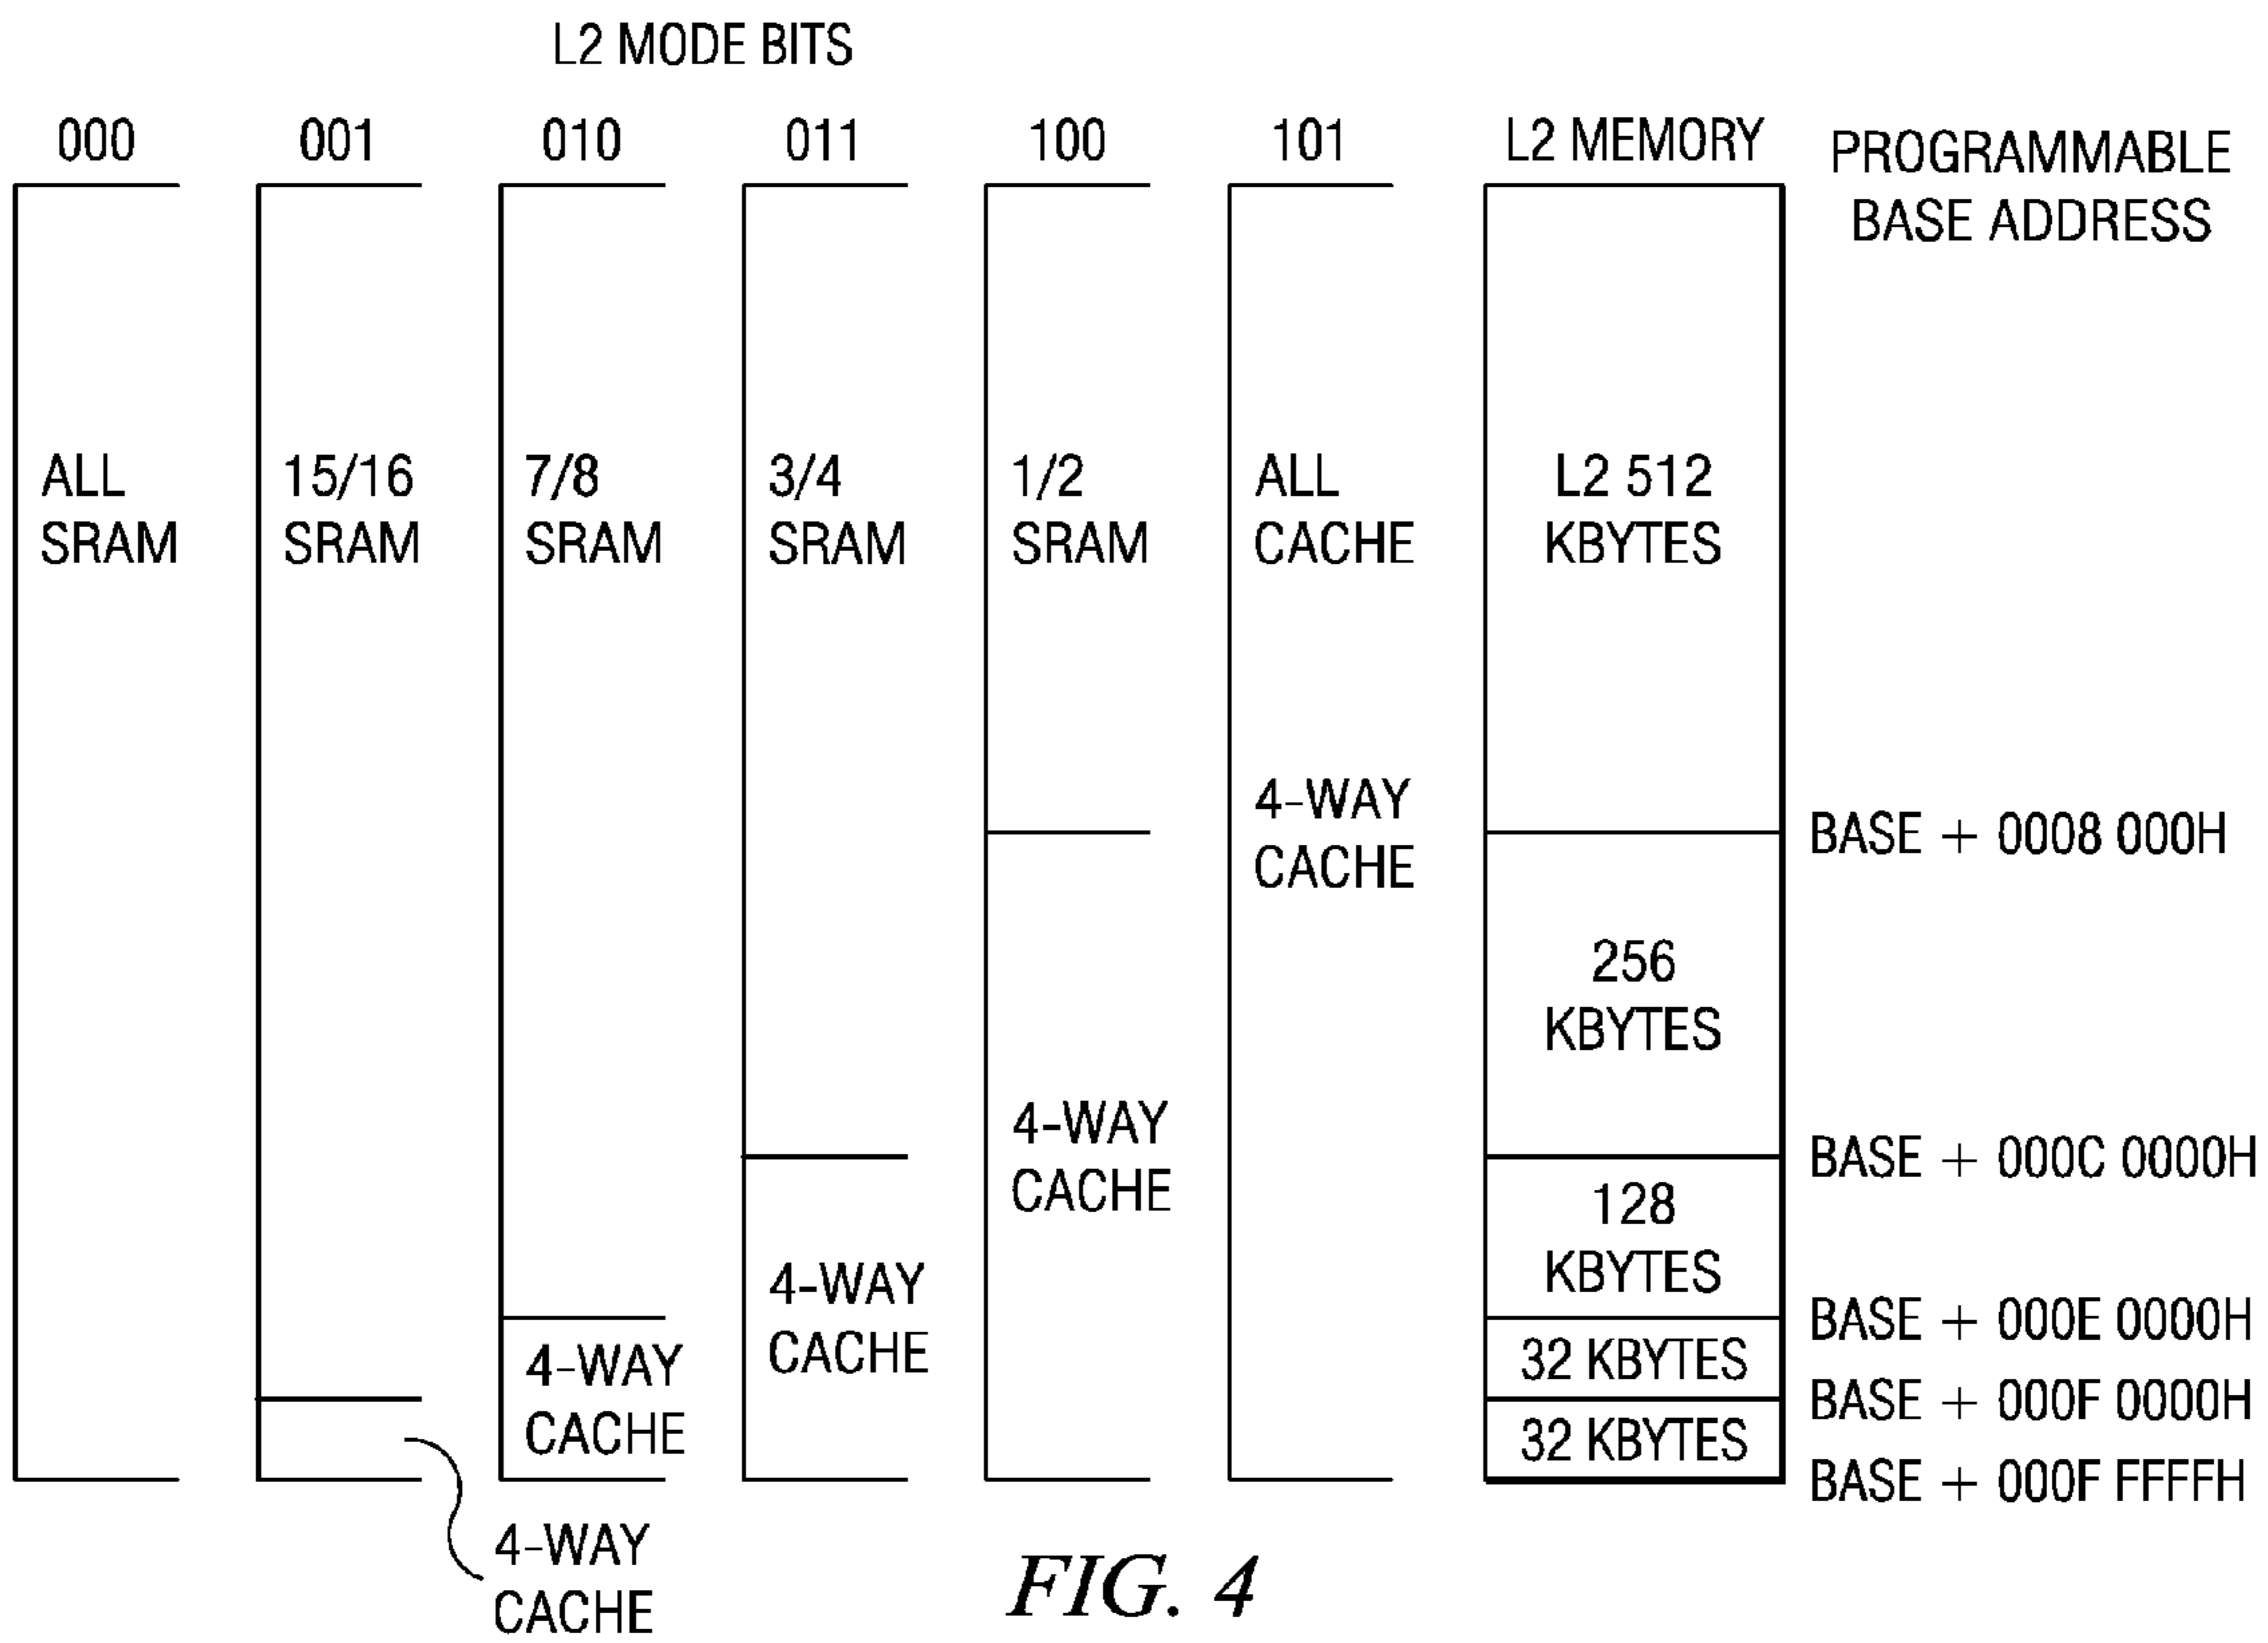 L2 MODE BITS
000 001 010 011 100 101 L2 MEMORY
PROGRAMMABLE
BASE ADDRESS
ALL
SRAM
15/16
SRAM
7/8
SRAM
3/4
SRAM
1/2
SRAM
ALL
CACHE
L2 512
KBYTES
4-WAY
CACHE
BASE + 0008 000H
256
KBYTES
4-WAY
CACHE
BASE + 000C 0000H
128
KBYTES
4-WAY
CACHE
BASE + 000E 0000H
4-WAY
CACHE
32 KBYTES
BASE + 000F 0000H
32 KBYTES
BASE + 000F FFFFH
4-WAY
CACHE
FIG. 4